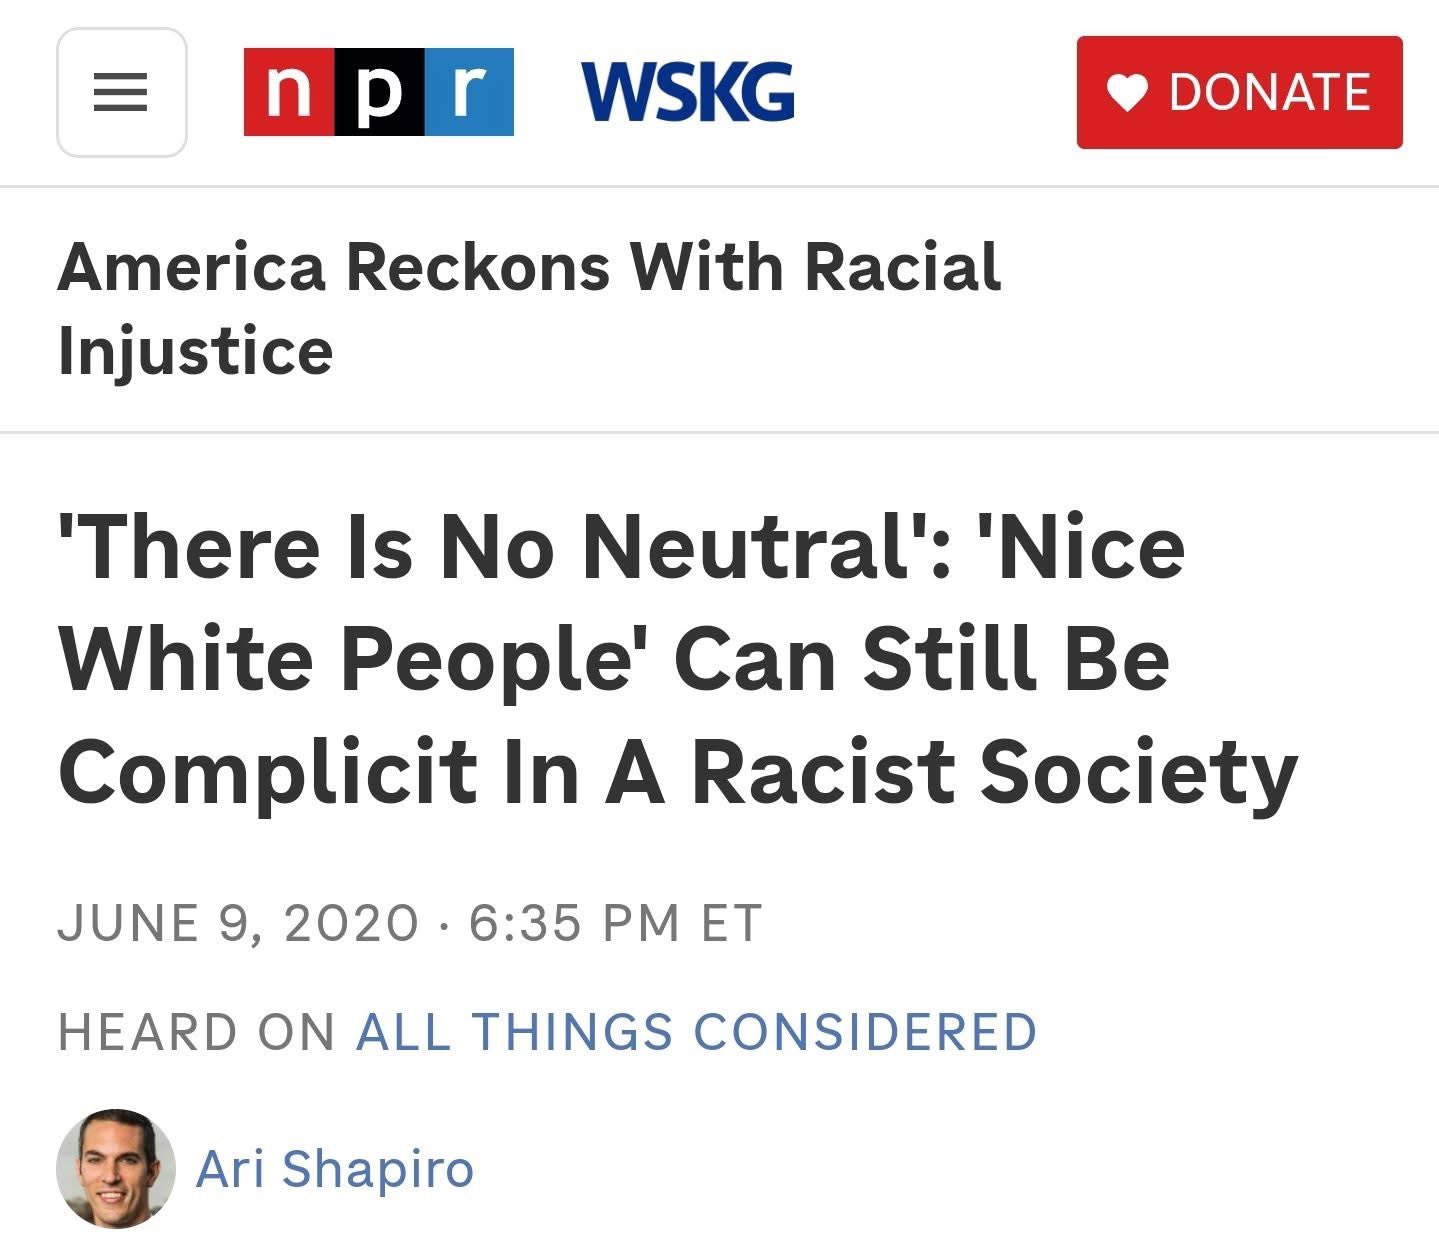 npr WSKG DONATE
America Reckons With Racial
Injustice
'There Is No Neutral': 'Nice
White People' Can Still Be
Complicit In A Racist Society
JUNE 9, 2020 · 6:35 PM ET
HEARD ON ALL THINGS CONSIDERED
Ari Shapiro